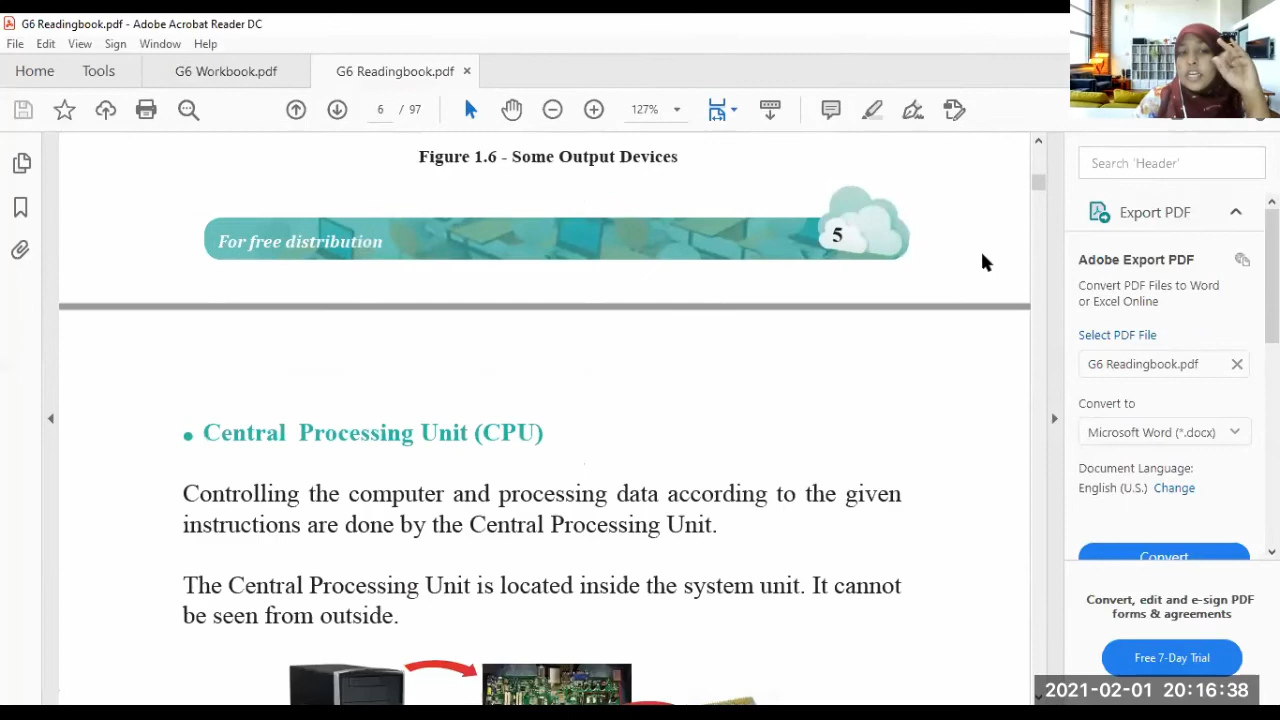 G6 Readingbook.pdf - Adobe Acrobat Reader DC
File Edit View Sign Window Help
Home Tools G6 Workbook.pdf G6 Readingbook.pdf ×
6 / 97 127%
Figure 1.6 - Some Output Devices
For free distribution 5
• Central Processing Unit (CPU)
Controlling the computer and processing data according to the given
instructions are done by the Central Processing Unit.
The Central Processing Unit is located inside the system unit. It cannot
be seen from outside.
Search 'Header'
Export PDF
Adobe Export PDF
Convert PDF Files to Word
or Excel Online
Select PDF File
G6 Readingbook.pdf
Convert to
Microsoft Word (*.docx)
Document Language:
English (U.S.) Change
Convert
Convert, edit and e-sign PDF
forms & agreements
Free 7-Day Trial
2021-02-01 20:16:38